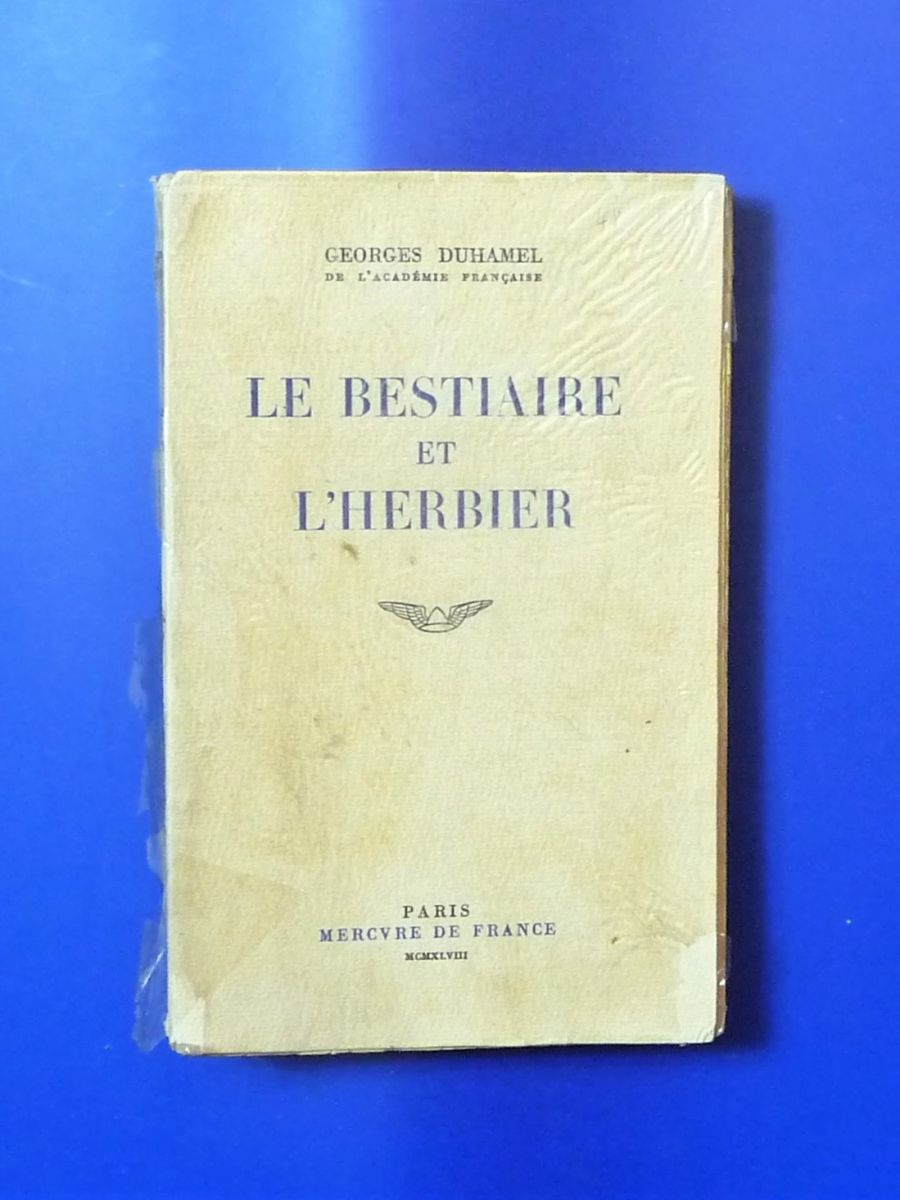 GEORGES DUHAMEL
DE L'ACADÉMIE FRANÇAISE
LE BESTIAIRE
ET
L'HERBIER
PARIS
MERCVRE DE FRANCE
MCMXLVIII